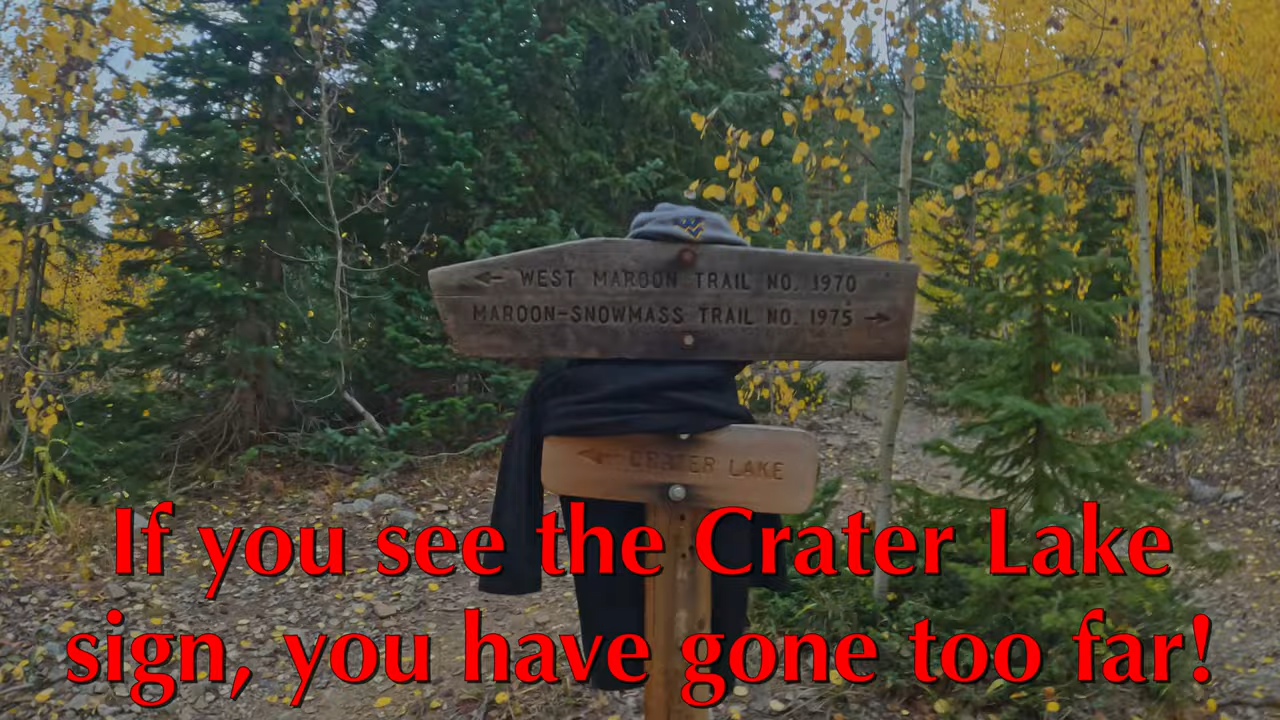 ← WEST MAROON TRAIL NO. 1970
MAROON-SNOWMASS TRAIL NO. 1975 →
← CRATER LAKE
If you see the Crater Lake
sign, you have gone too far!